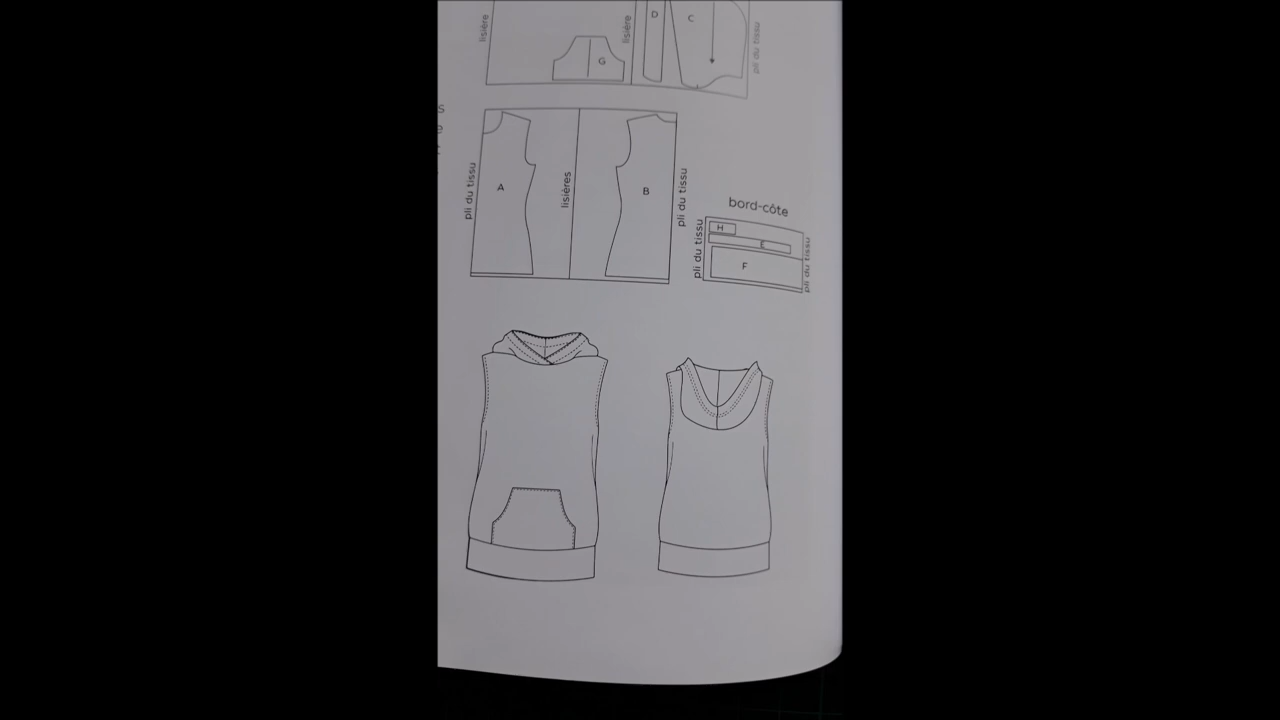 lisière
lisière
D
C
pli du tissu
G
pli du tissu
A
lisières
B
pli du tissu
bord-côte
pli du tissu
H
E
F
pli du tissu